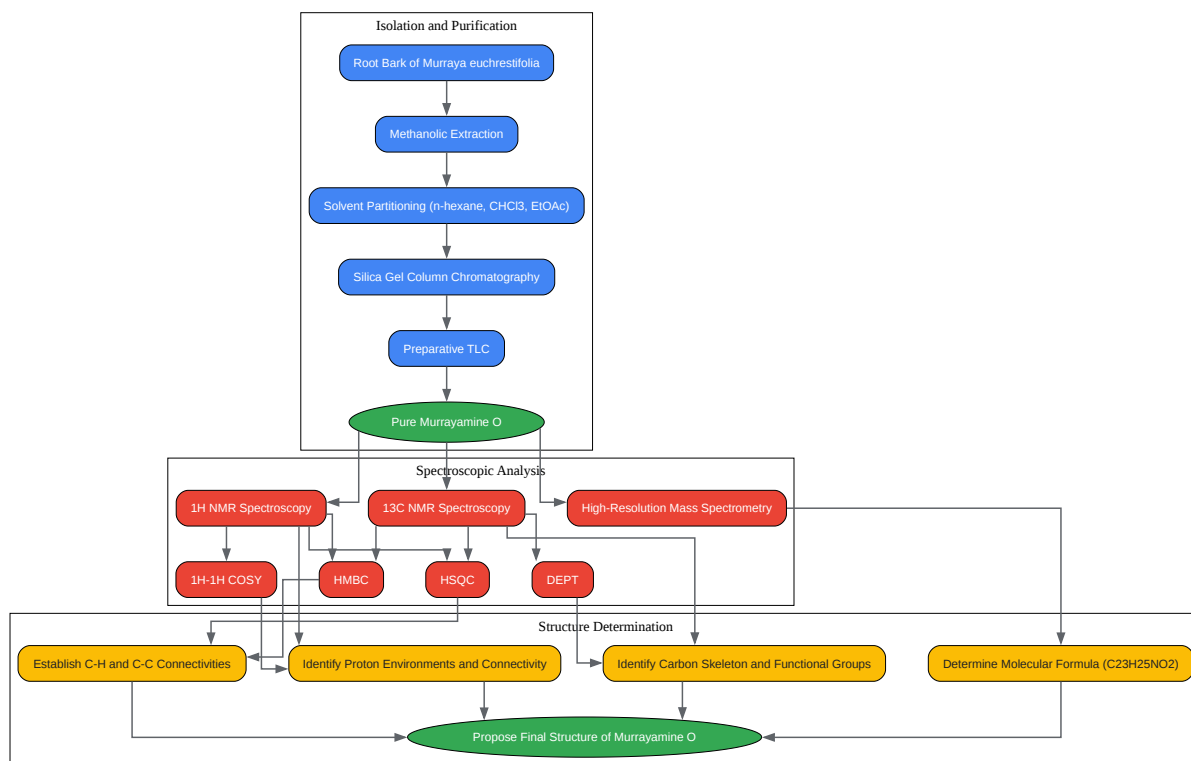 Isolation and Purification
Root Bark of Murraya euchrestifolia
Methanolic Extraction
Solvent Partitioning (n-hexane, CHCl3, EtOAc)
Silica Gel Column Chromatography
Preparative TLC
Pure Murrayamine O
Spectroscopic Analysis
1H NMR Spectroscopy
13C NMR Spectroscopy
High-Resolution Mass Spectrometry
1H-1H COSY
HMBC
HSQC
DEPT
Structure Determination
Establish C-H and C-C Connectivities
Identify Proton Environments and Connectivity
Identify Carbon Skeleton and Functional Groups
Determine Molecular Formula (C23H25NO2)
Propose Final Structure of Murrayamine O